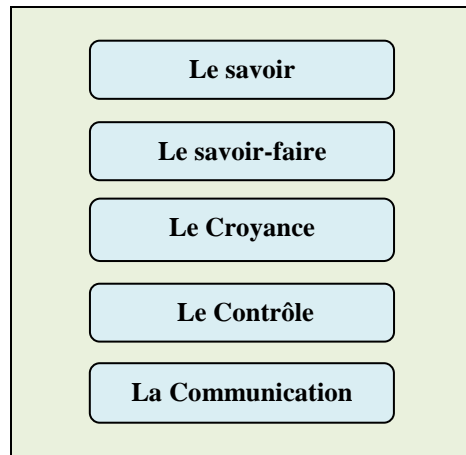 Le savoir
Le savoir-faire
Le Croyance
Le Contrôle
La Communication